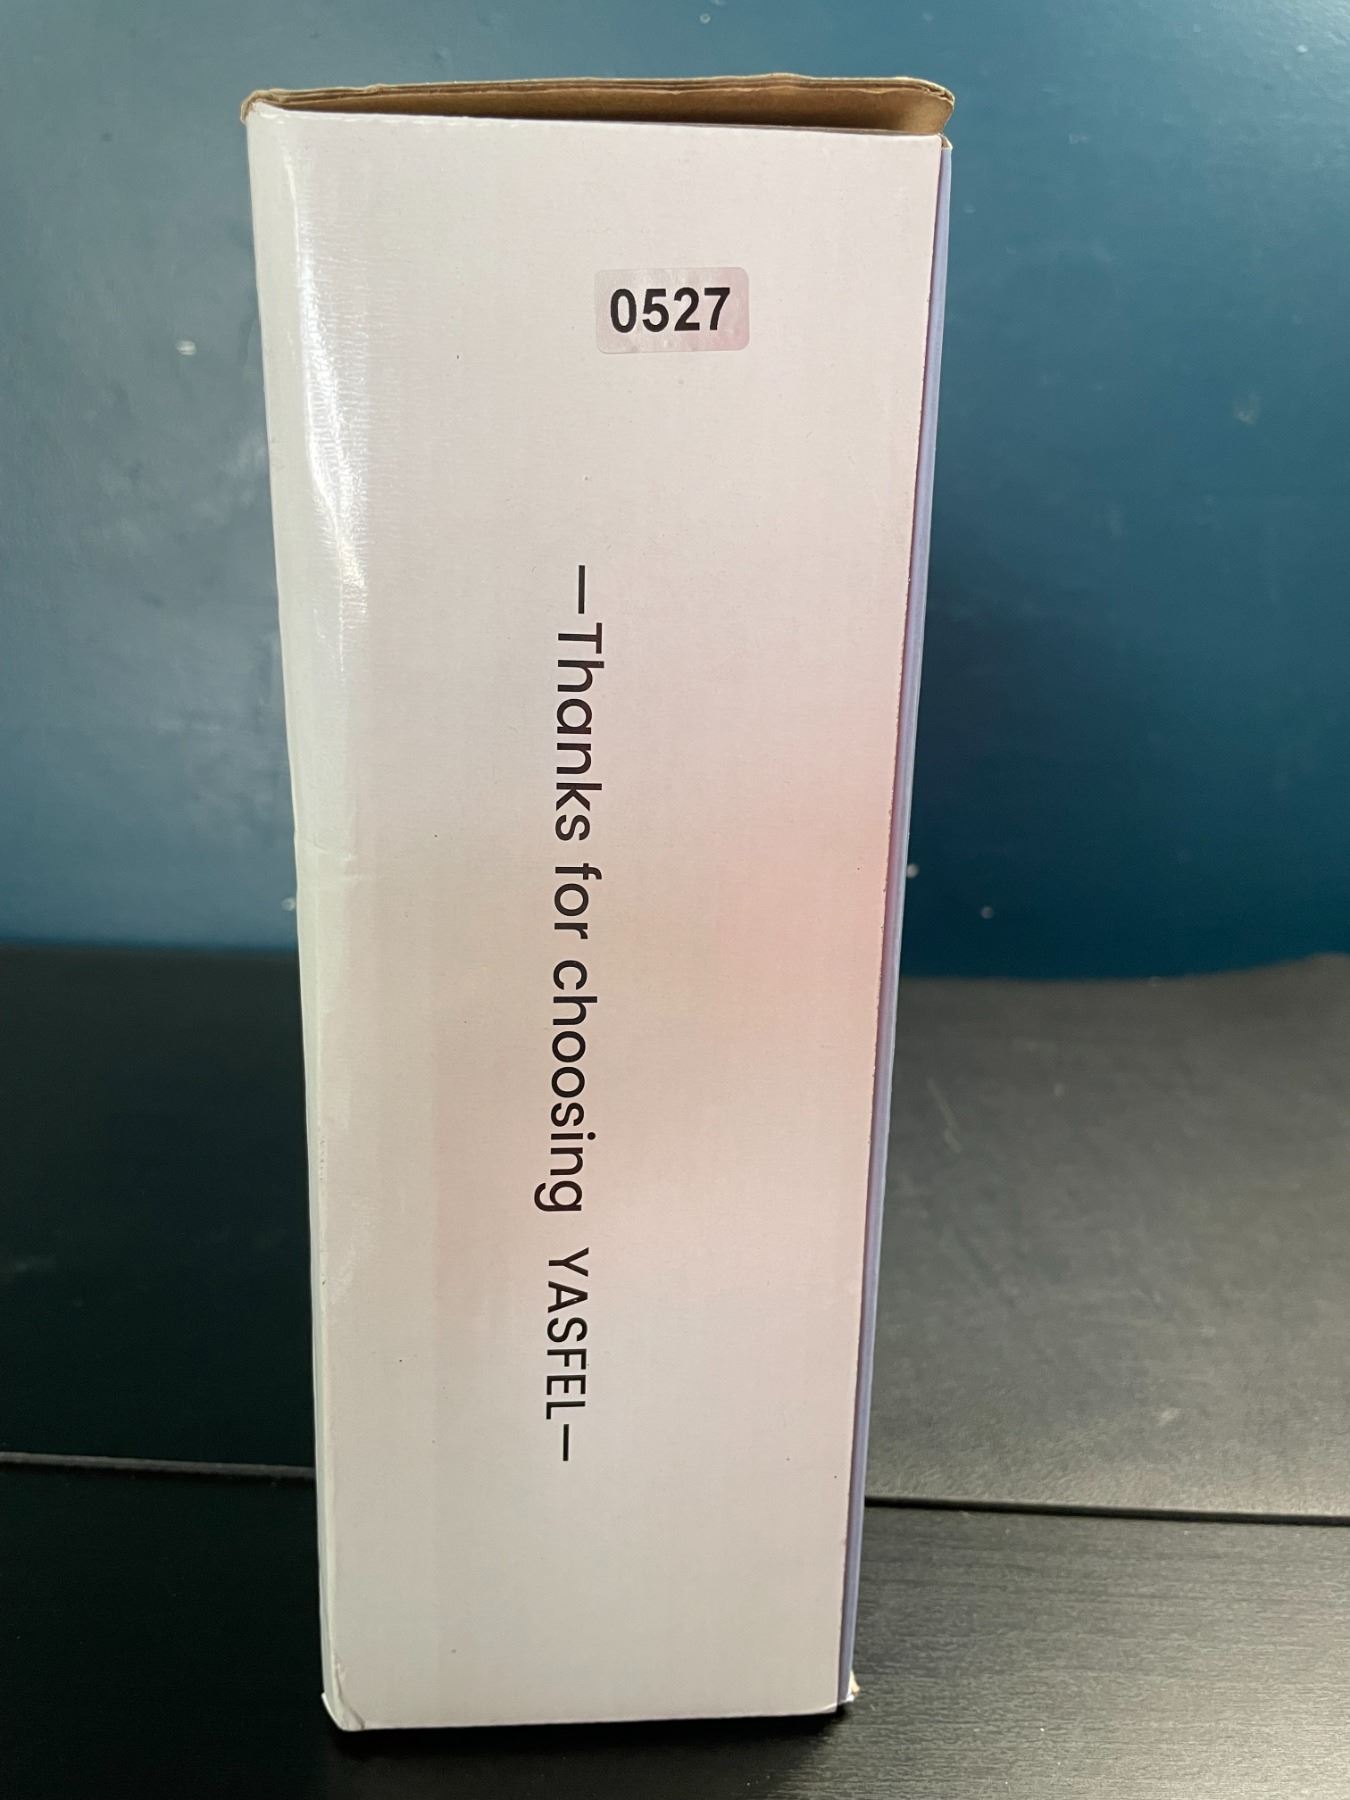 0527
—Thanks for choosing YASFEL—